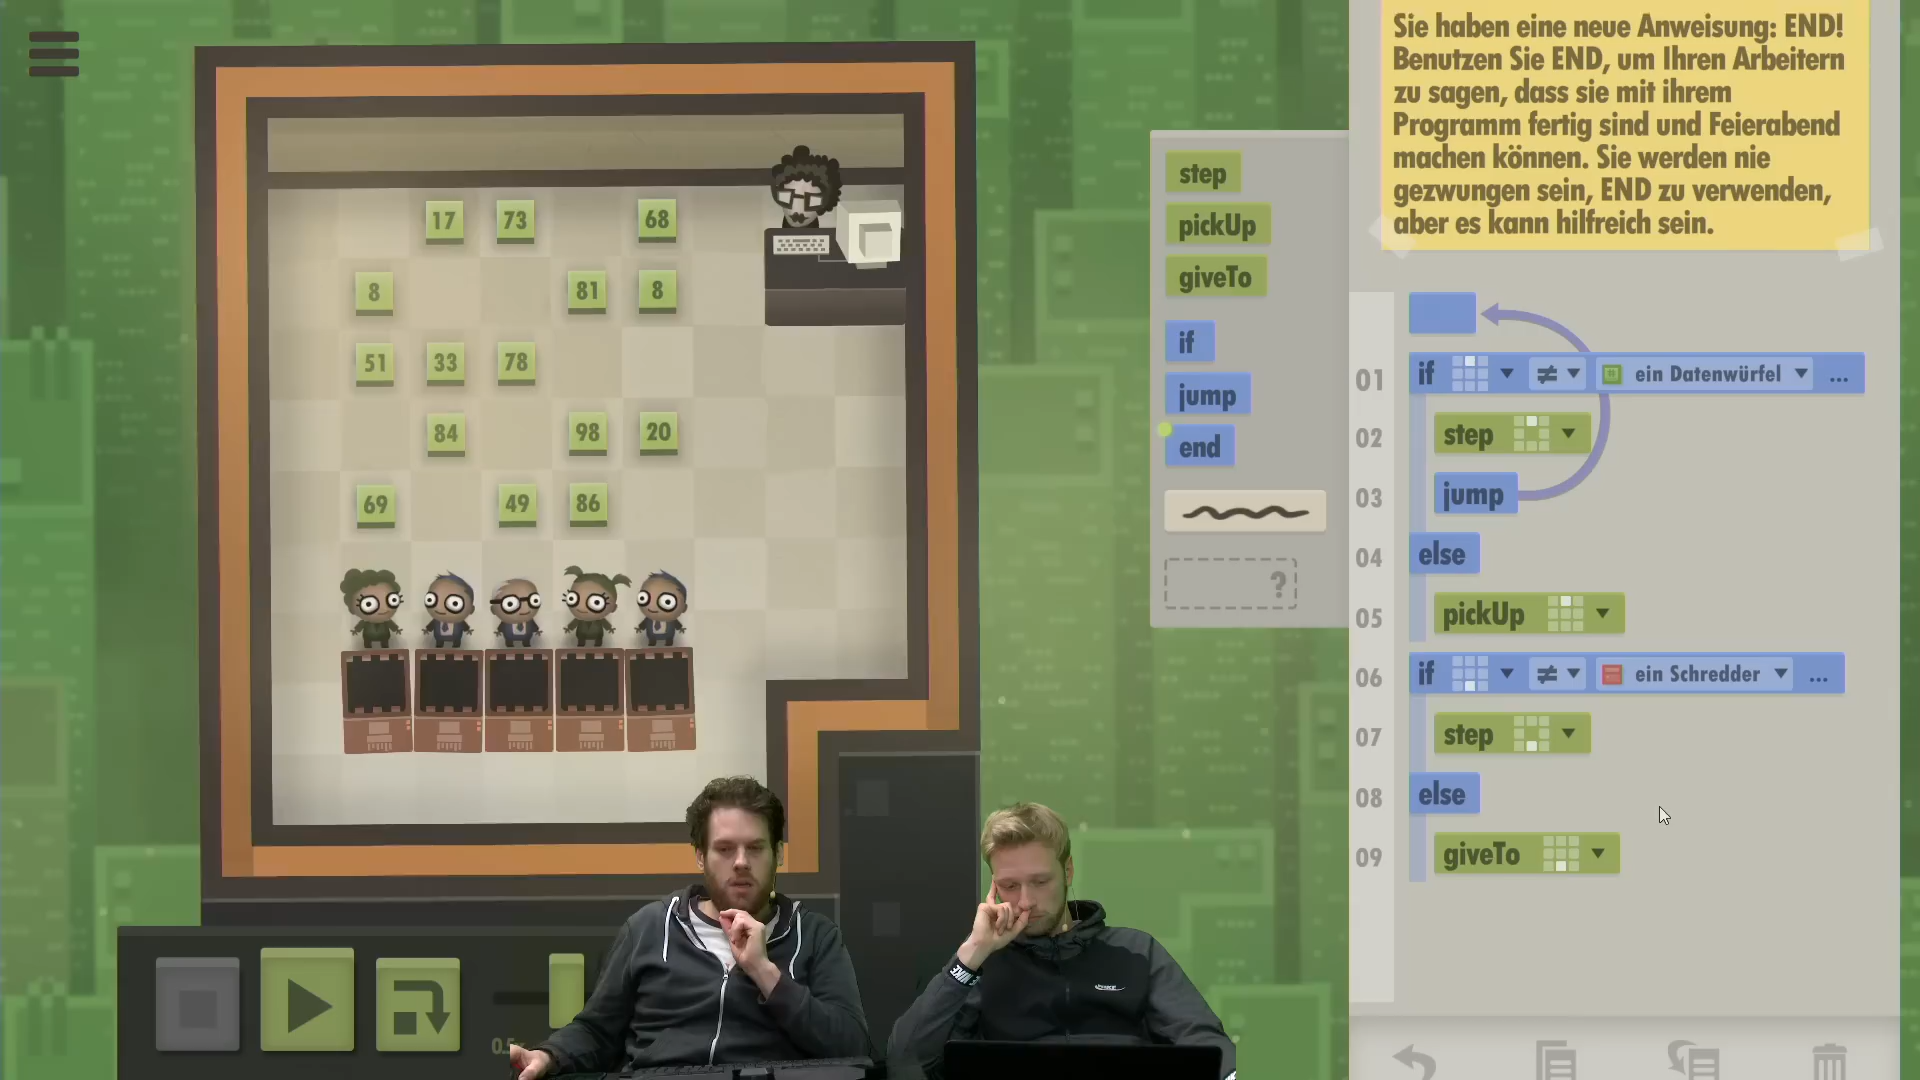 Sie haben eine neue Anweisung: END!
Benutzen Sie END, um Ihren Arbeitern
zu sagen, dass sie mit ihrem
Programm fertig sind und Feierabend
machen können. Sie werden nie
gezwungen sein, END zu verwenden,
aber es kann hilfreich sein.
17 73 68
8 81 8
51 33 78
84 98 20
69 49 86
step
pickUp
giveTo
if
jump
end
?
01 if ≠ ein Datenwürfel ...
02 step
03 jump
04 else
05 pickUp
06 if ≠ ein Schredder ...
07 step
08 else
09 giveTo
NIKE